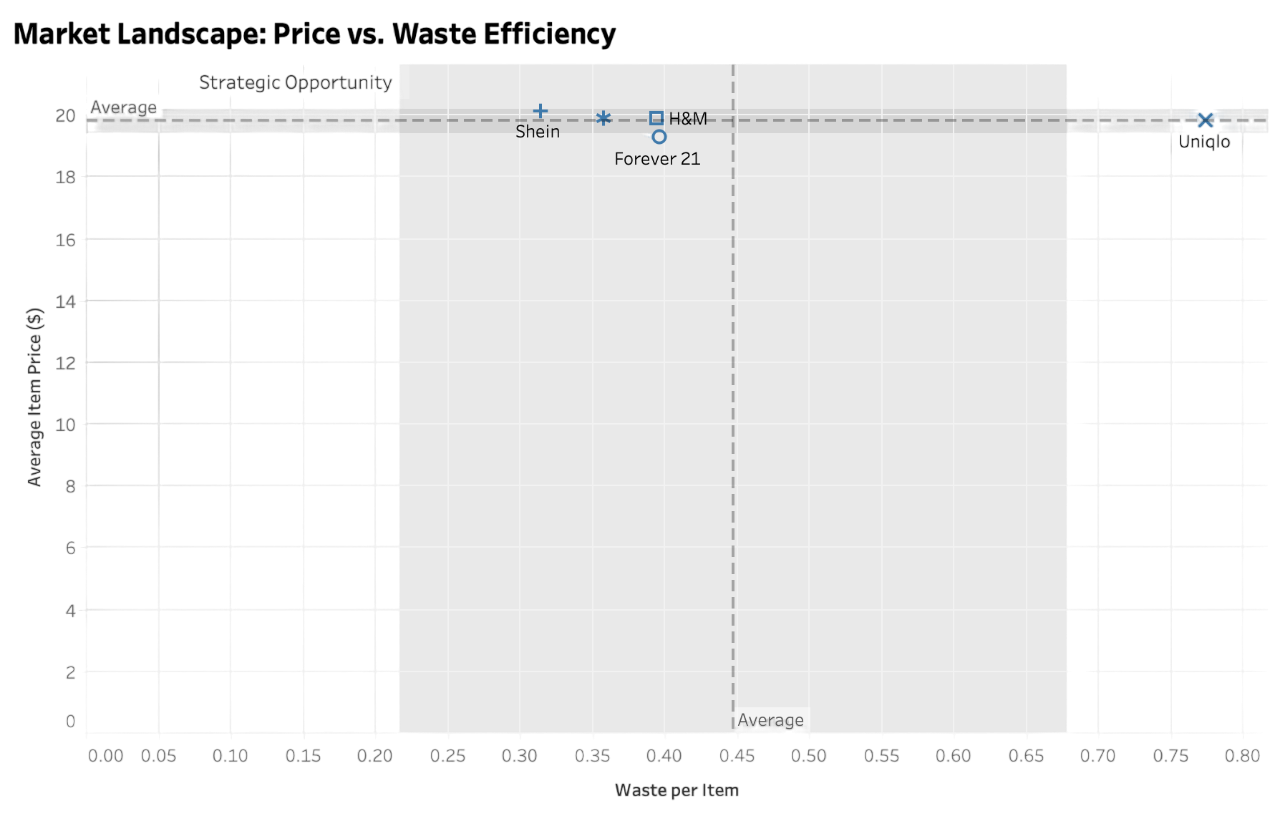 Market Landscape: Price vs. Waste Efficiency
Strategic Opportunity
Average
20
18
16
14
12
10
8
6
4
2
0
Average Item Price ($)
Shein
H&M
Forever 21
Uniqlo
Average
0.00 0.05 0.10 0.15 0.20 0.25 0.30 0.35 0.40 0.45 0.50 0.55 0.60 0.65 0.70 0.75 0.80
Waste per Item